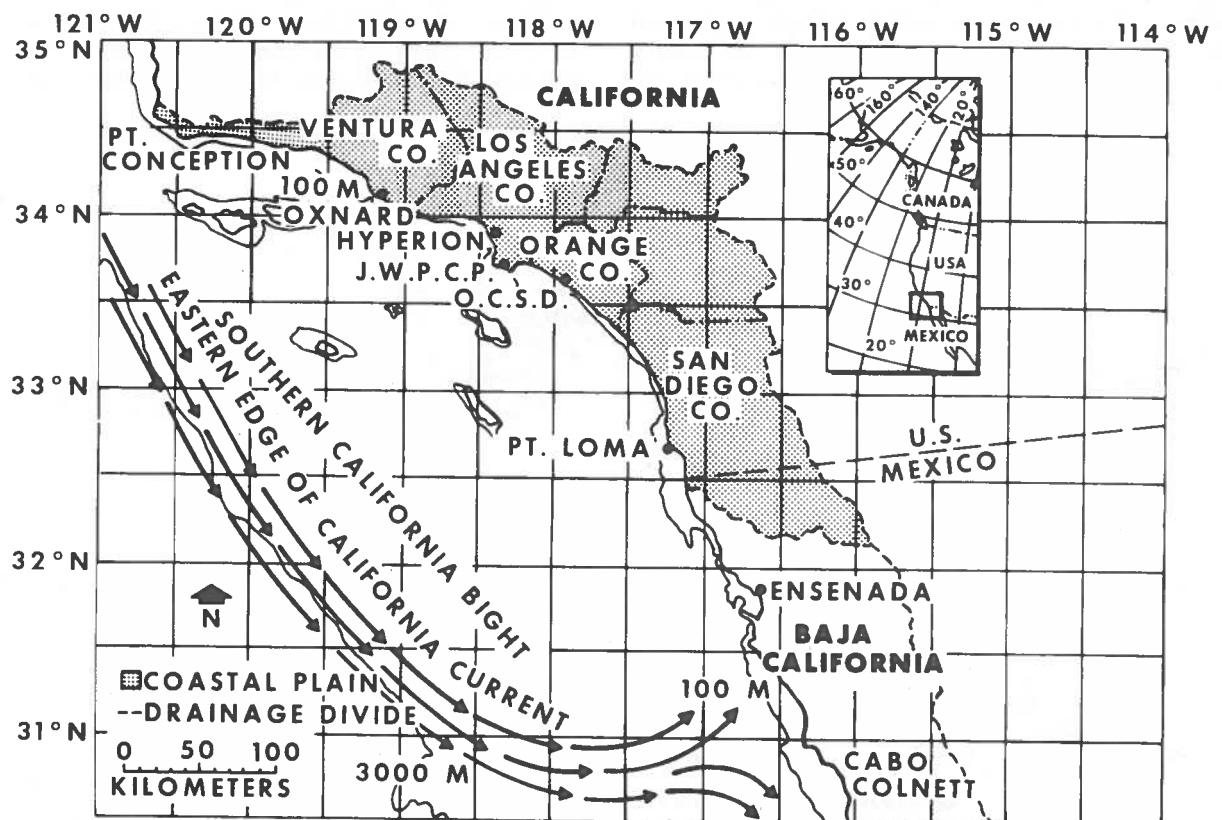 121°W 120°W 119°W 118°W 117°W 116°W 115°W 114°W
35°N
CALIFORNIA
PT.
CONCEPTION
VENTURA
CO.
LOS
ANGELES
CO.
100 M
34°N
OXNARD
HYPERION
ORANGE
CO.
J.W.P.C.P.
O.C.S.D.
SOUTHERN CALIFORNIA BIGHT
EASTERN EDGE OF CALIFORNIA CURRENT
33°N
SAN
DIEGO
CO.
PT. LOMA
U.S.
MEXICO
32°N
N
ENSENADA
BAJA
CALIFORNIA
100 M
COASTAL PLAIN
--DRAINAGE DIVIDE
31°N
0 50 100
KILOMETERS
3000 M
CABO
COLNETT
60° 160° 140° 120°
50°
CANADA
40°
USA
30°
MEXICO
20°